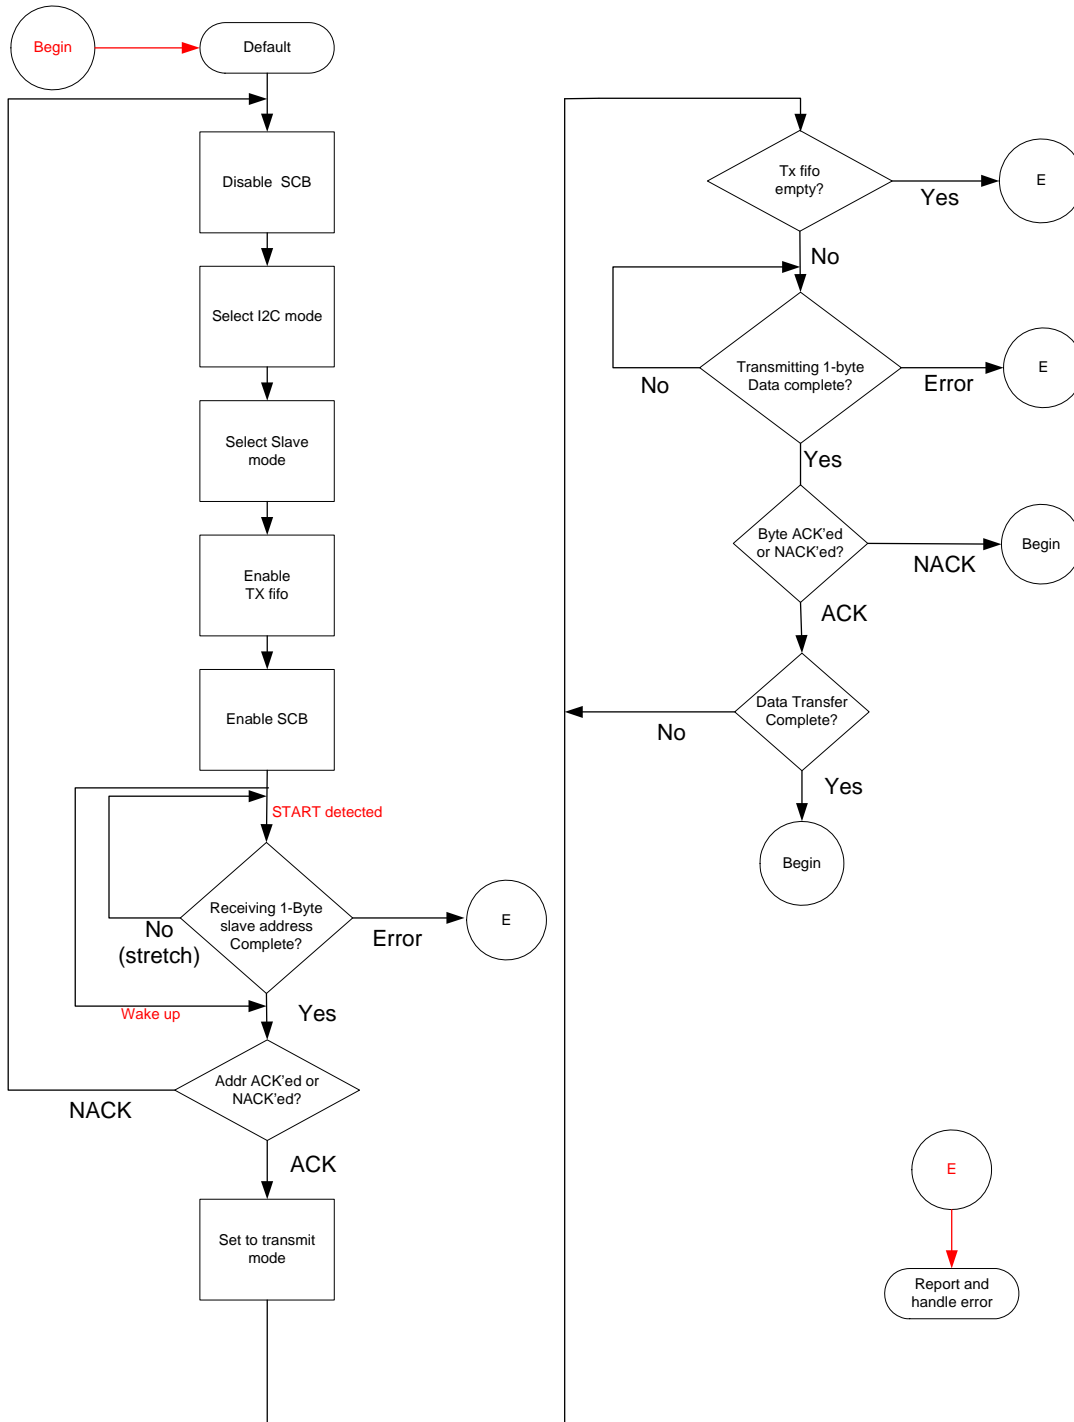 Begin
Default
Disable SCB
Select I2C mode
Select Slave
mode
Enable
TX fifo
Enable SCB
START detected
Receiving 1-Byte
slave address
Complete?
No
(stretch)
Error
E
Wake up
Yes
Addr ACK'ed or
NACK'ed?
NACK
ACK
Set to transmit
mode
Tx fifo
empty?
Yes
E
No
Transmitting 1-byte
Data complete?
No
Error
E
Yes
Byte ACK'ed
or NACK'ed?
NACK
Begin
ACK
Data Transfer
Complete?
No
Yes
Begin
E
Report and
handle error